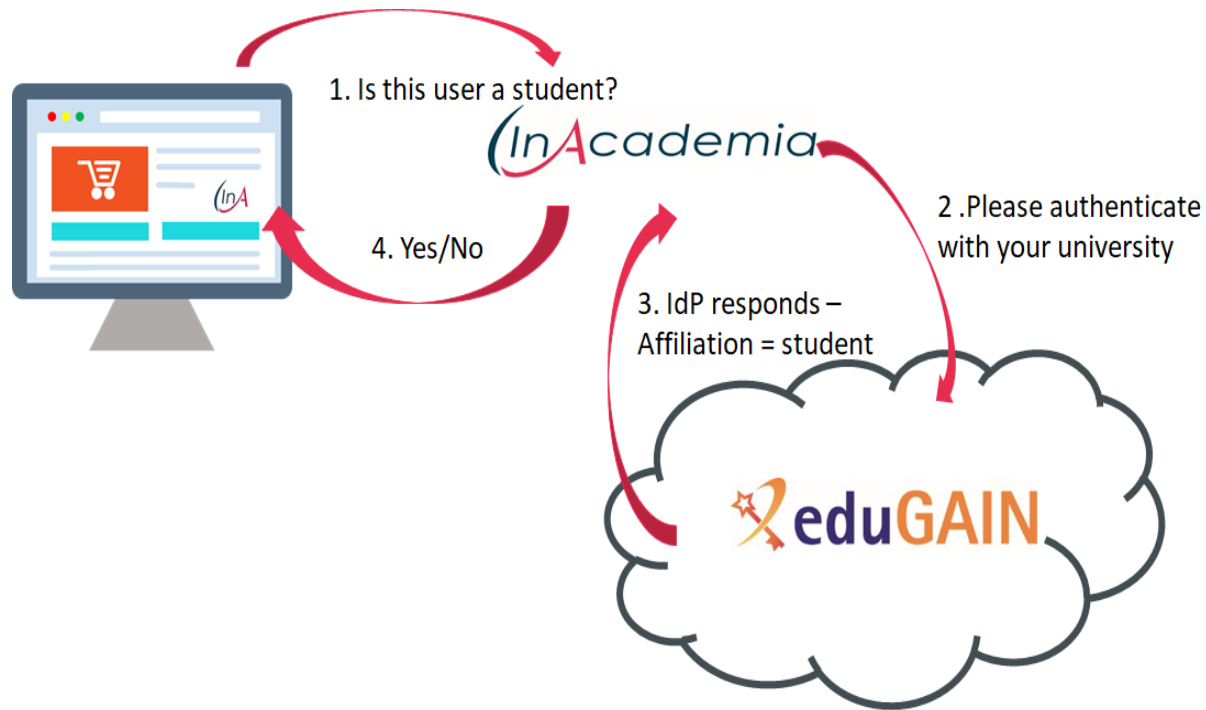 1. Is this user a student?
InAcademia
InA
2 .Please authenticate
with your university
4. Yes/No
3. IdP responds –
Affiliation = student
eduGAIN